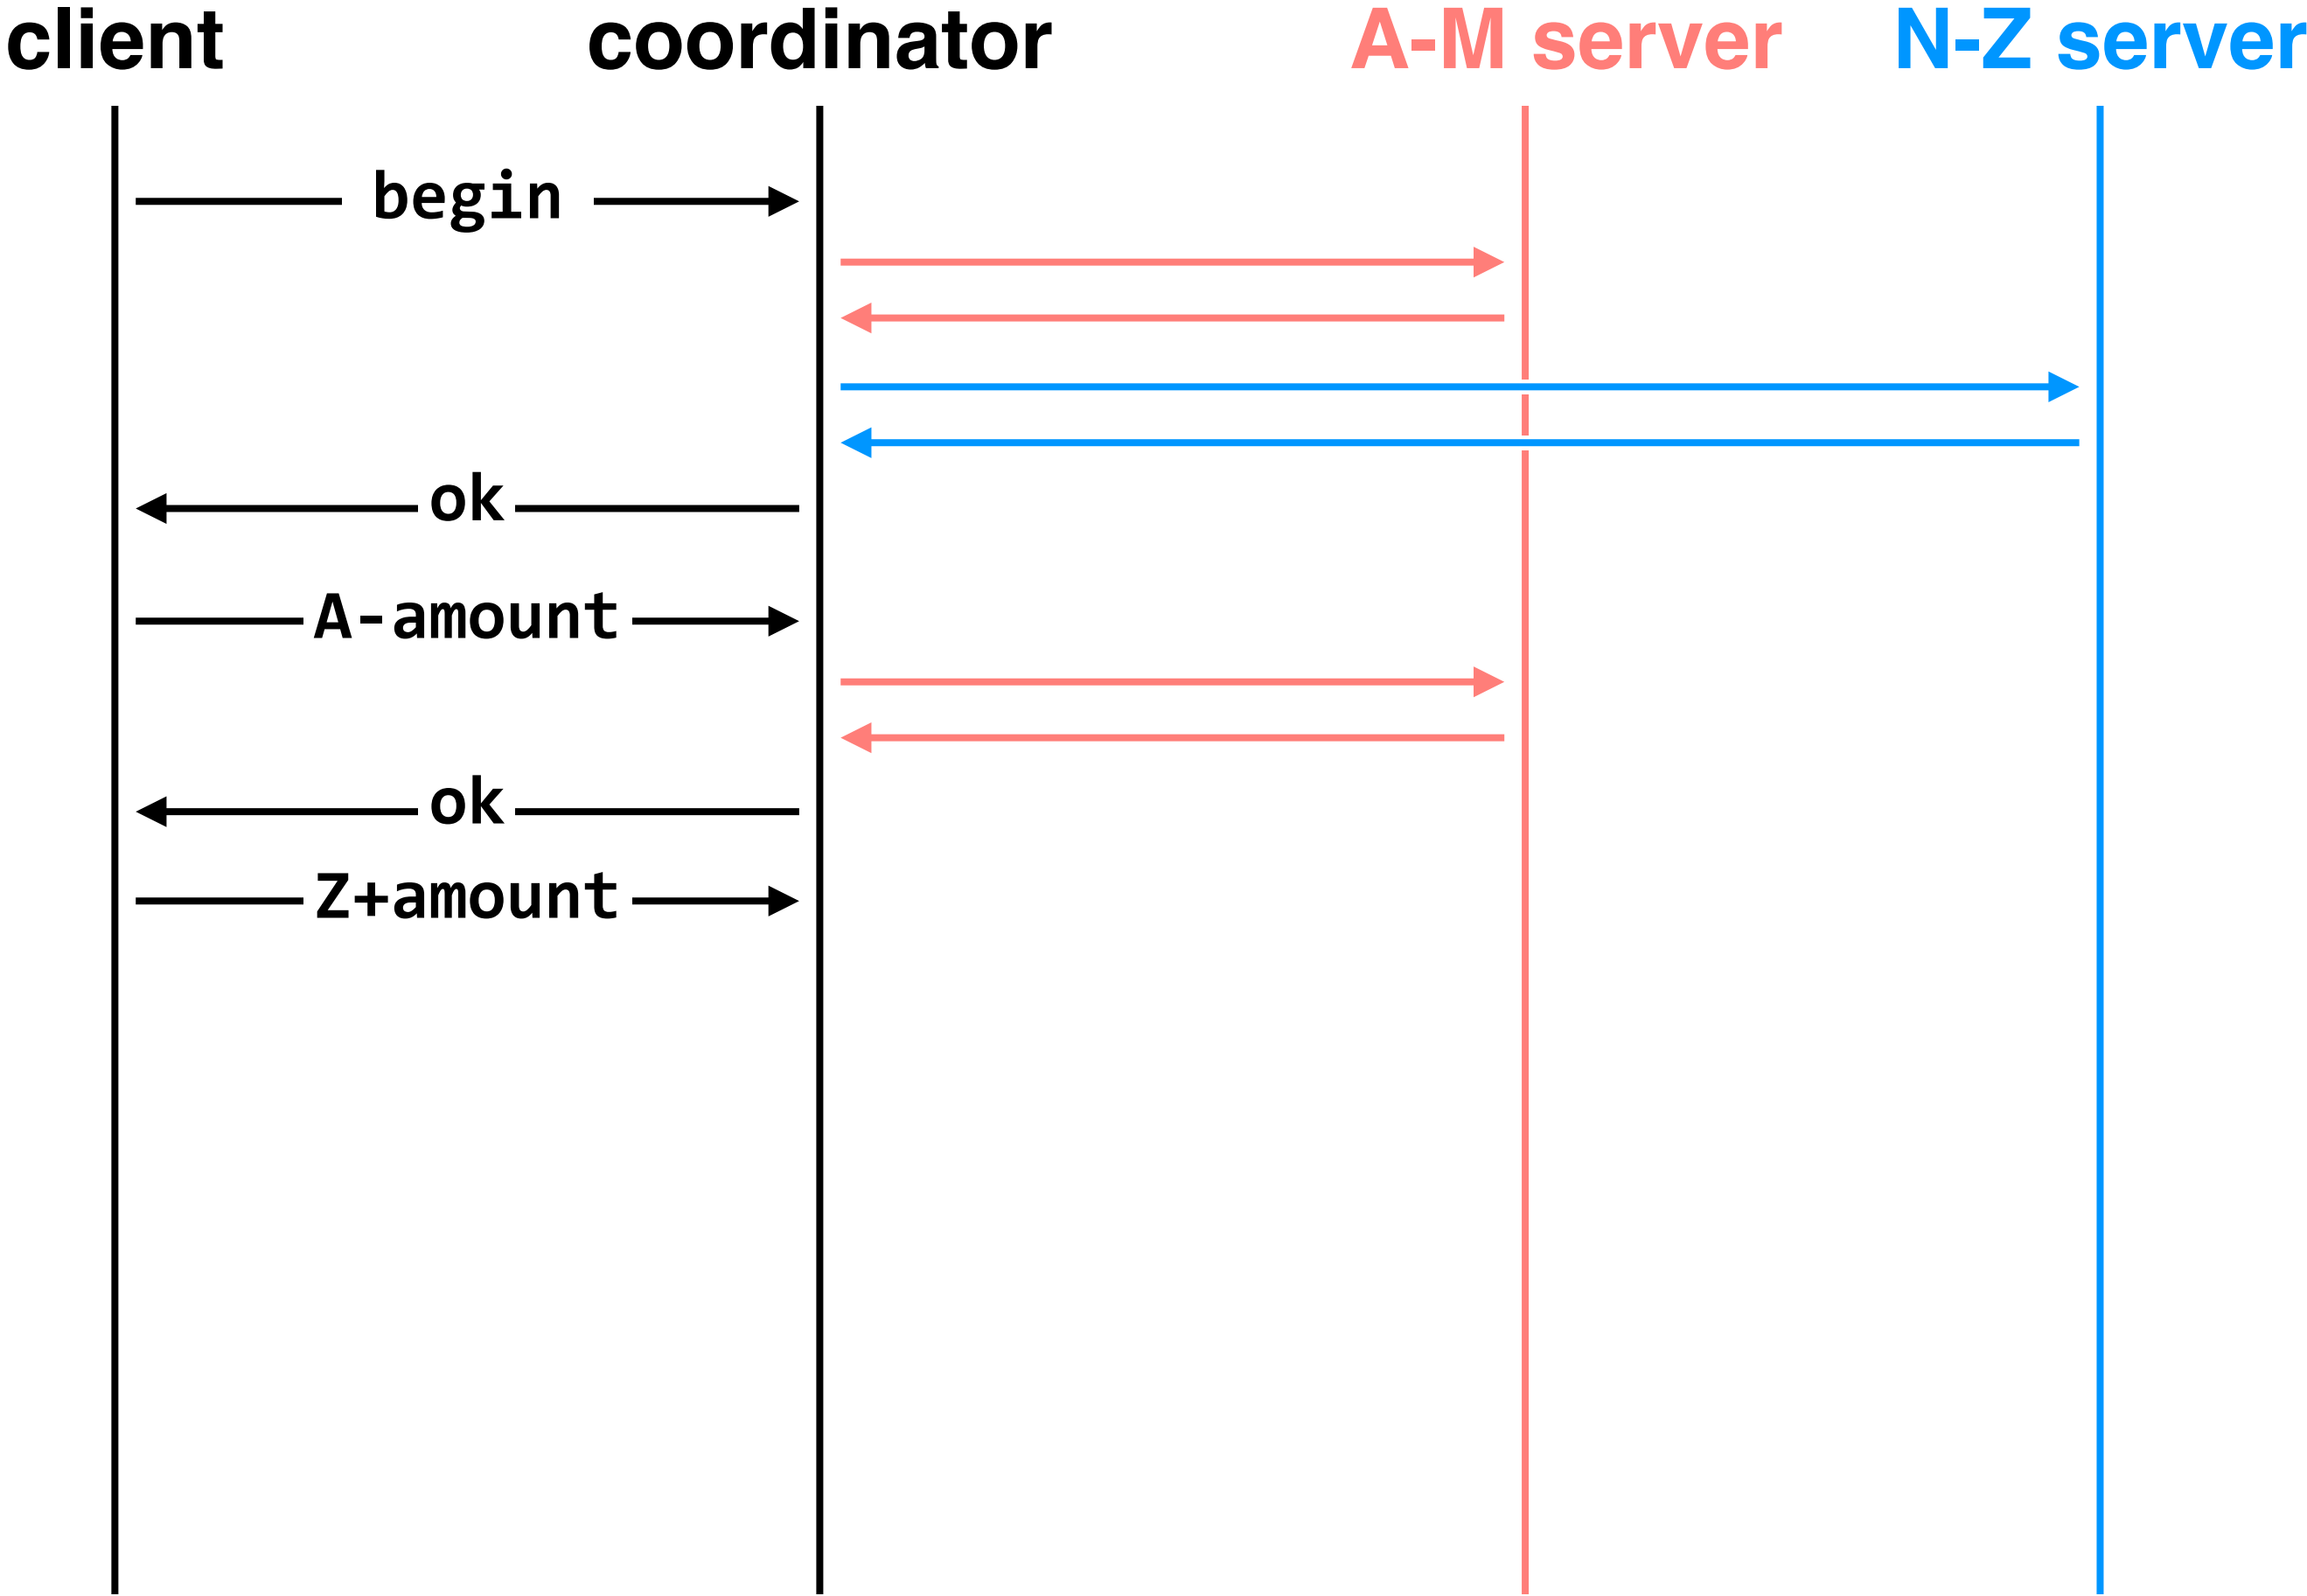 client coordinator A-M server N-Z server
begin
ok
A-amount
ok
Z+amount